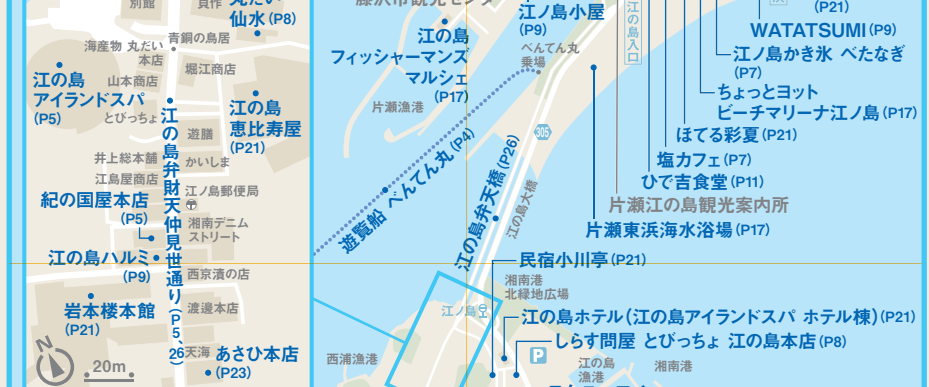 別館
仙水(P8)
海産物 丸だい
本店
青銅の鳥居
江の島
アイランドスパ
(P5)
山本商店
とびっちょ
堀江商店
江の島
恵比寿屋
(P21)
遊膳
井上総本舗
かいしま
江島屋商店
紀の国屋本店
(P5)
江ノ島郵便局
湘南デニム
ストリート
江の島ハルミ
(P9)
西京漬の店
岩本楼本館
(P21)
渡邊本店
江の島弁財天仲見世通り(P5、26)
天海
あさひ本店
(P23)
N
20m
江の島
フィッシャーマンズ
マルシェ
(P17)
江ノ島小屋
(P9)
べんてん丸
乗場
片瀬漁港
遊覧船 べんてん丸(P4)
305
江の島弁天橋(P26)
江の島大橋
江の島入口
(P21)
WATATSUMI(P9)
江ノ島かき氷 べたなぎ
(P7)
ちょっとヨット
ビーチマリーナ江ノ島(P17)
ほてる彩夏(P21)
塩カフェ(P7)
ひで吉食堂(P11)
片瀬江の島観光案内所
片瀬東浜海水浴場(P17)
民宿小川亭(P21)
湘南港
北緑地広場
江ノ島
江の島ホテル(江の島アイランドスパ ホテル棟)(P21)
しらす問屋 とびっちょ 江の島本店(P8)
P
西浦漁港
江の島
漁港
湘南港